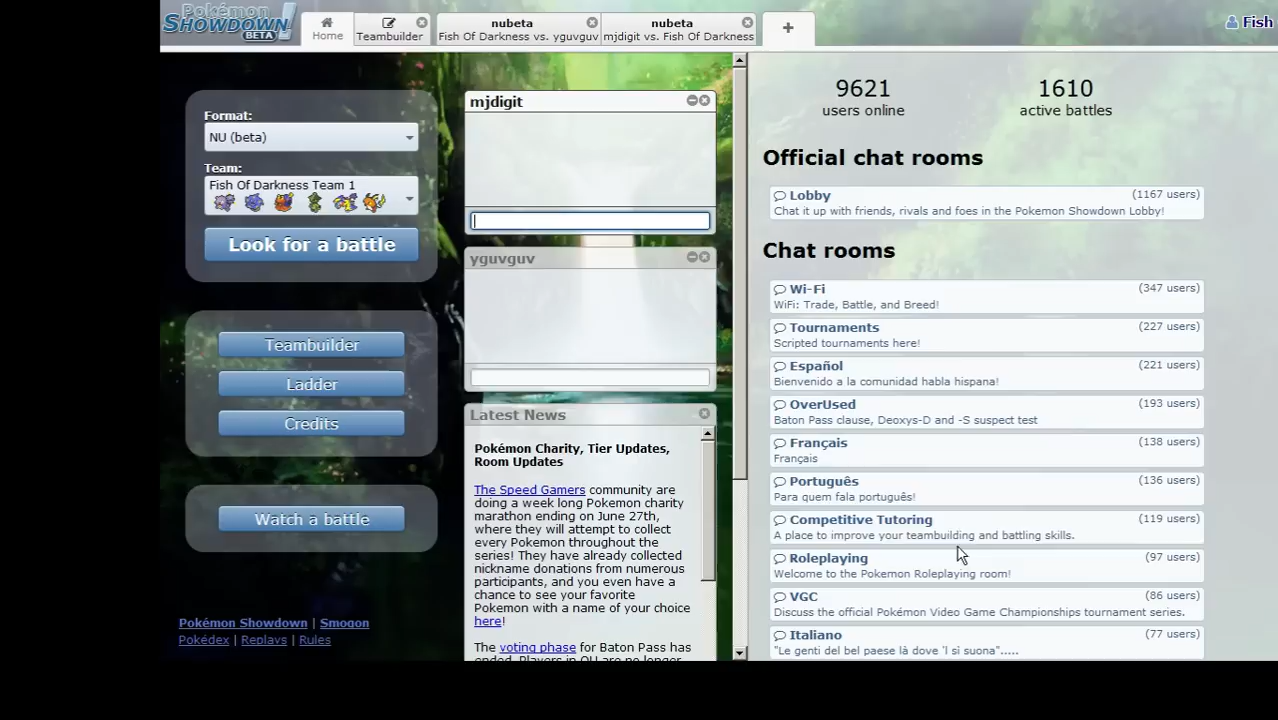 Pokémon
Showdown!
BETA
Home
Teambuilder
nubeta
Fish Of Darkness vs. yguvguv
nubeta
mjdigit vs. Fish Of Darkness
+
Fish
Format:
NU (beta)
Team:
Fish Of Darkness Team 1
Look for a battle
Teambuilder
Ladder
Credits
Watch a battle
Pokémon Showdown | Smogon
Pokédex | Replays | Rules
mjdigit
yguvguv
Latest News
Pokémon Charity, Tier Updates,
Room Updates
The Speed Gamers community are
doing a week long Pokemon charity
marathon ending on June 27th,
where they will attempt to collect
every Pokemon throughout the
series! They have already collected
nickname donations from numerous
participants, and you even have a
chance to see your favorite
Pokemon with a name of your choice
here!
The voting phase for Baton Pass has
ended. Players in OU are no longer
9621
users online
1610
active battles
Official chat rooms
Lobby (1167 users)
Chat it up with friends, rivals and foes in the Pokemon Showdown Lobby!
Chat rooms
Wi-Fi (347 users)
WiFi: Trade, Battle, and Breed!
Tournaments (227 users)
Scripted tournaments here!
Español (221 users)
Bienvenido a la comunidad habla hispana!
OverUsed (193 users)
Baton Pass clause, Deoxys-D and -S suspect test
Français (138 users)
Français
Português (136 users)
Para quem fala português!
Competitive Tutoring (119 users)
A place to improve your teambuilding and battling skills.
Roleplaying (97 users)
Welcome to the Pokemon Roleplaying room!
VGC (86 users)
Discuss the official Pokémon Video Game Championships tournament series.
Italiano (77 users)
"Le genti del bel paese là dove 'l sì suona".....